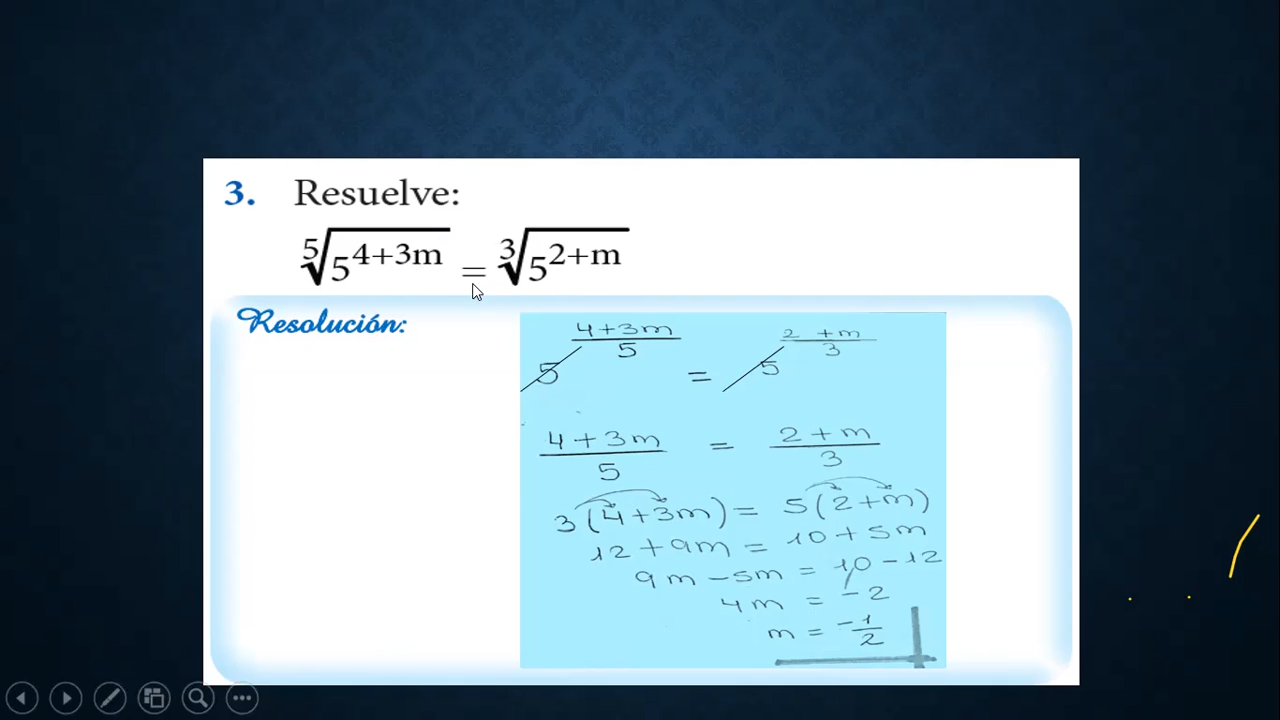 3. Resuelve:
⁵√5^(4+3m) = ³√5^(2+m)
Resolución:
5^((4+3m)/5) = 5^((2+m)/3)
(4+3m)/5 = (2+m)/3
3(4+3m) = 5(2+m)
12+9m = 10+5m
9m-5m = 10-12
4m = -2
m = -1/2